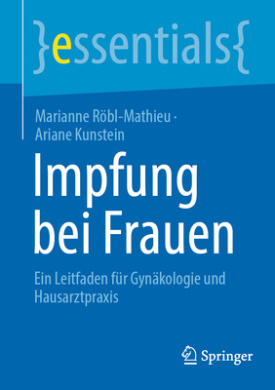 }essentials{
Marianne Röbl-Mathieu ·
Ariane Kunstein
Impfung
bei Frauen
Ein Leitfaden für Gynäkologie und
Hausarztpraxis
Springer